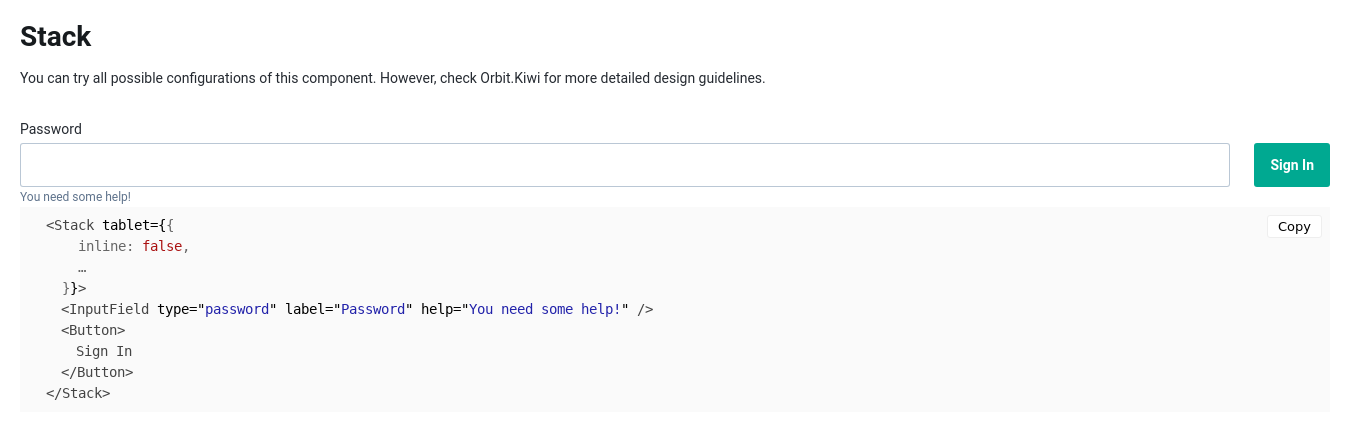 Stack
You can try all possible configurations of this component. However, check Orbit.Kiwi for more detailed design guidelines.
Password
Sign In
You need some help!
Copy
<Stack tablet={{
inline: false,
…
}}>
<InputField type="password" label="Password" help="You need some help!" />
<Button>
Sign In
</Button>
</Stack>